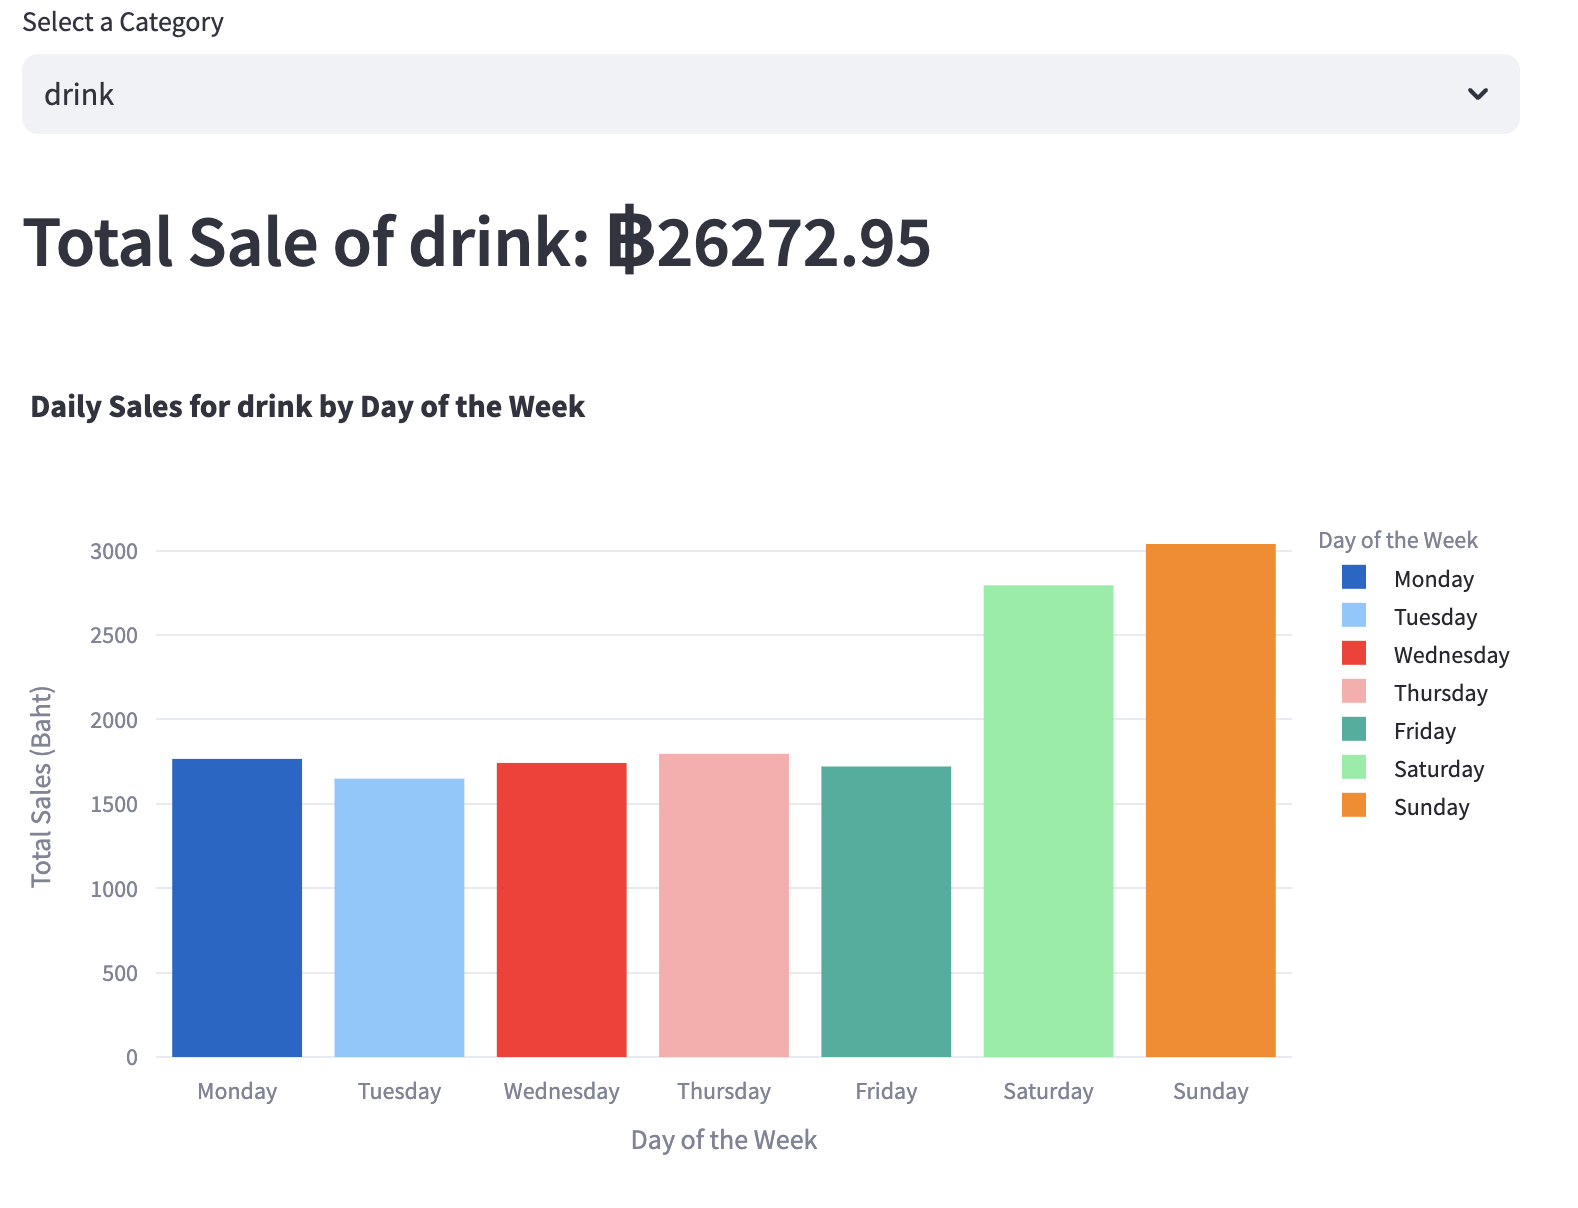 Select a Category
drink
Total Sale of drink: ฿26272.95
Daily Sales for drink by Day of the Week
3000
2500
2000
1500
1000
500
0
Total Sales (Baht)
Monday Tuesday Wednesday Thursday Friday Saturday Sunday
Day of the Week
Day of the Week
Monday
Tuesday
Wednesday
Thursday
Friday
Saturday
Sunday